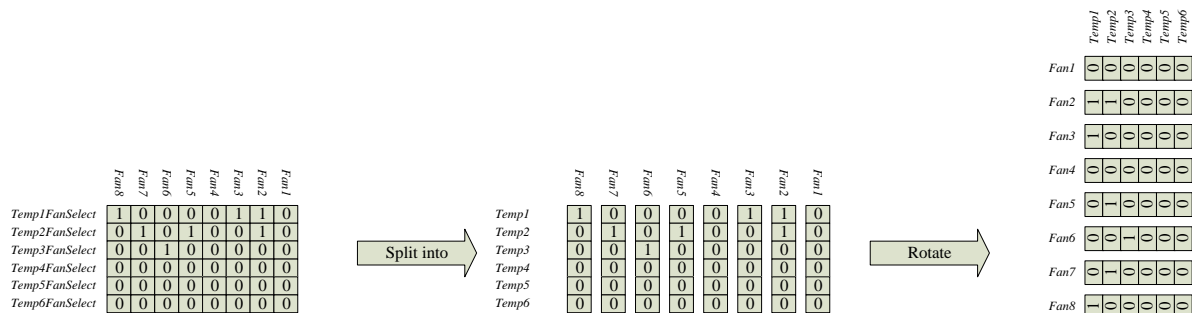 Fan8 Fan7 Fan6 Fan5 Fan4 Fan3 Fan2 Fan1
Temp1FanSelect 1 0 0 0 0 1 1 0
Temp2FanSelect 0 1 0 1 0 0 1 0
Temp3FanSelect 0 0 1 0 0 0 0 0
Temp4FanSelect 0 0 0 0 0 0 0 0
Temp5FanSelect 0 0 0 0 0 0 0 0
Temp6FanSelect 0 0 0 0 0 0 0 0
Split into
Fan8 Fan7 Fan6 Fan5 Fan4 Fan3 Fan2 Fan1
Temp1 1 0 0 0 0 1 1 0
Temp2 0 1 0 1 0 0 1 0
Temp3 0 0 1 0 0 0 0 0
Temp4 0 0 0 0 0 0 0 0
Temp5 0 0 0 0 0 0 0 0
Temp6 0 0 0 0 0 0 0 0
Rotate
Temp1 Temp2 Temp3 Temp4 Temp5 Temp6
Fan1 0 0 0 0 0 0
Fan2 1 1 0 0 0 0
Fan3 1 0 0 0 0 0
Fan4 0 0 0 0 0 0
Fan5 0 1 0 0 0 0
Fan6 0 0 1 0 0 0
Fan7 0 1 0 0 0 0
Fan8 1 0 0 0 0 0